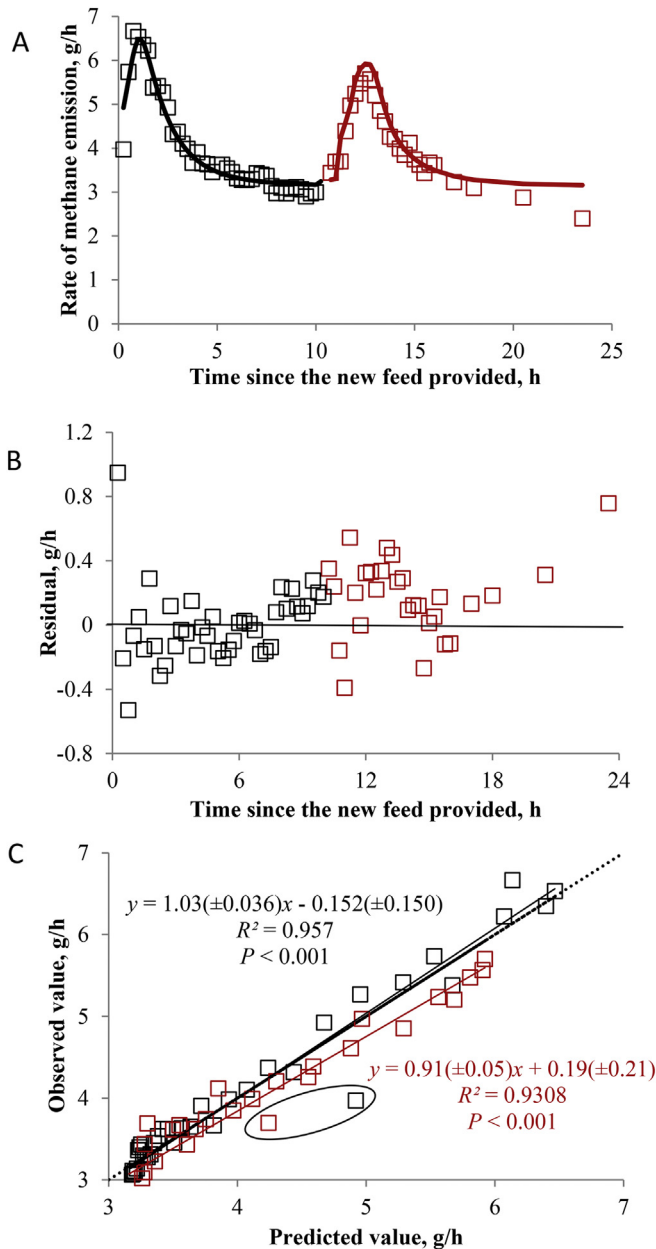 A
Rate of methane emission, g/h
7
6
5
4
3
2
1
0
0 5 10 15 20 25
Time since the new feed provided, h
B
Residual, g/h
1.2
0.8
0.4
0
-0.4
-0.8
0 6 12 18 24
Time since the new feed provided, h
C
Observed value, g/h
7
6
5
4
3
y = 1.03(±0.036)x - 0.152(±0.150)
R² = 0.957
P < 0.001
y = 0.91(±0.05)x + 0.19(±0.21)
R² = 0.9308
P < 0.001
3 4 5 6 7
Predicted value, g/h